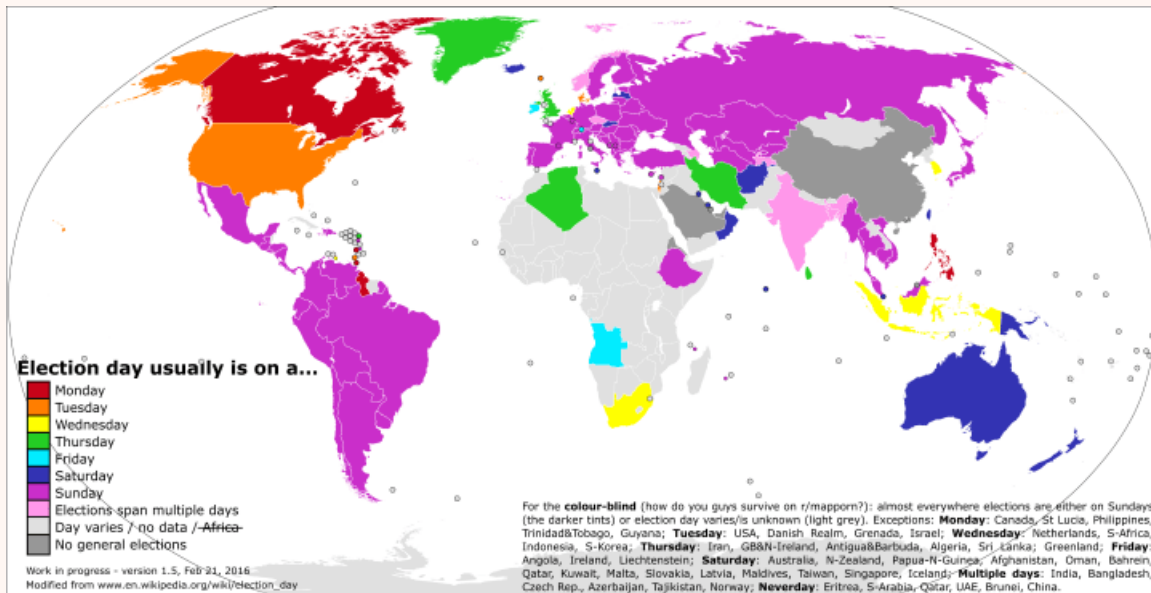 Election day usually is on a...
Monday
Tuesday
Wednesday
Thursday
Friday
Saturday
Sunday
Elections span multiple days
Day varies / no data / Africa
No general elections
Work in progress - version 1.5, Feb 21, 2016
Modified from www.en.wikipedia.org/wiki/election_day
For the colour-blind (how do you guys survive on r/mapporn?): almost everywhere elections are either on Sundays
(the darker tints) or election day varies/is unknown (light grey). Exceptions: Monday: Canada, St Lucia, Philippines,
Trinidad&Tobago, Guyana; Tuesday: USA, Danish Realm, Grenada, Israel; Wednesday: Netherlands, S-Africa,
Indonesia, S-Korea; Thursday: Iran, GB&N-Ireland, Antigua&Barbuda, Algeria, Sri Lanka; Greenland; Friday:
Angola, Ireland, Liechtenstein; Saturday: Australia, N-Zealand, Papua-N-Guinea, Afghanistan, Oman, Bahrein,
Qatar, Kuwait, Malta, Slovakia, Latvia, Maldives, Taiwan, Singapore, Iceland; Multiple days: India, Bangladesh,
Czech Rep., Azerbaijan, Tajikistan, Norway; Neverday: Eritrea, S-Arabia, Qatar, UAE, Brunei, China.